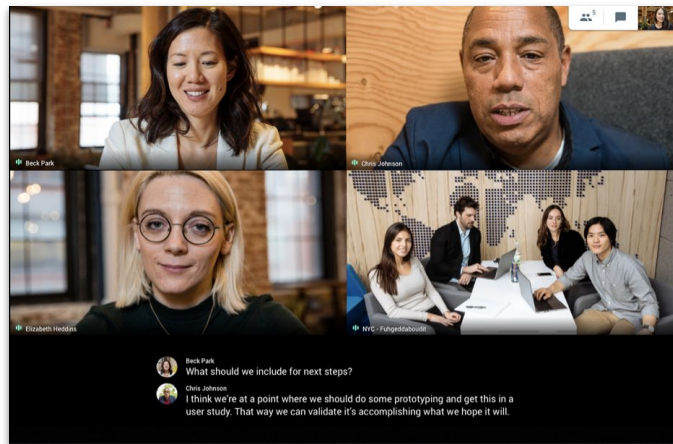 5
Beck Park
Chris Johnson
Elizabeth Heddins
NYC - Fuhgeddaboudit
Beck Park
What should we include for next steps?
Chris Johnson
I think we're at a point where we should do some prototyping and get this in a
user study. That way we can validate it's accomplishing what we hope it will.